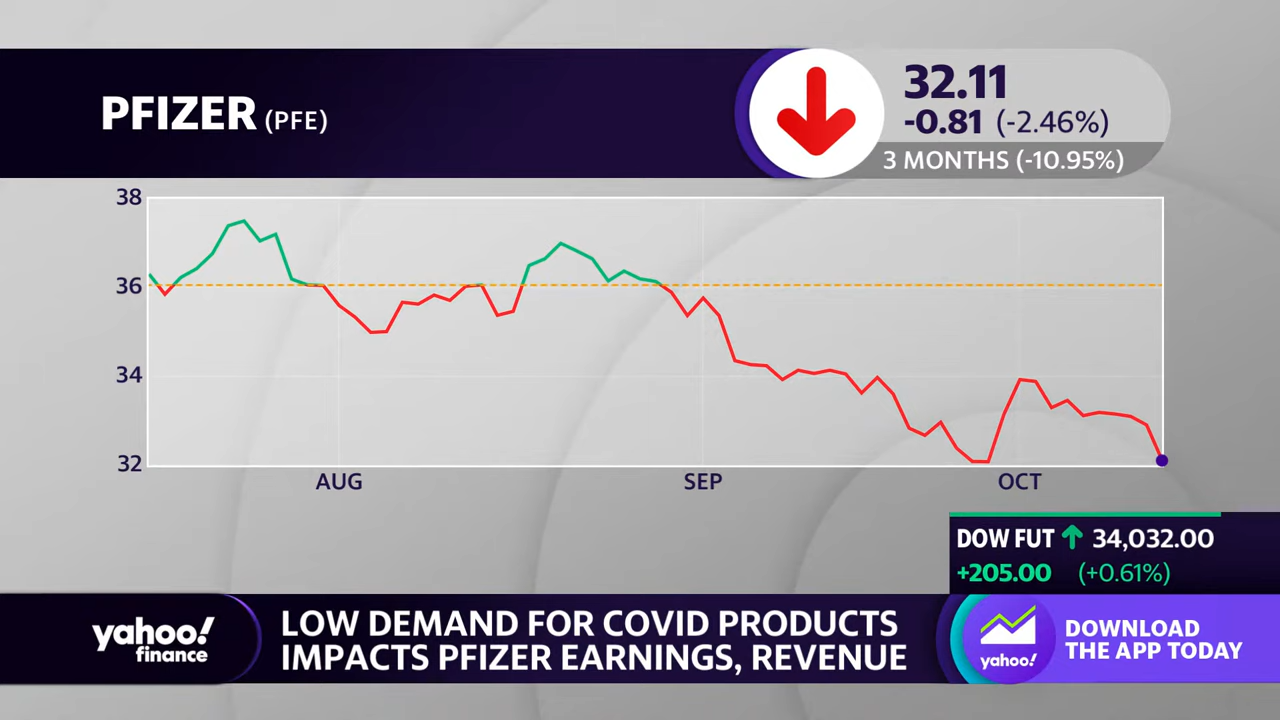 PFIZER (PFE)
32.11
-0.81 (-2.46%)
3 MONTHS (-10.95%)
38
36
34
32
AUG SEP OCT
DOW FUT 34,032.00
+205.00 (+0.61%)
yahoo!
finance
LOW DEMAND FOR COVID PRODUCTS
IMPACTS PFIZER EARNINGS, REVENUE
yahoo!
DOWNLOAD
THE APP TODAY